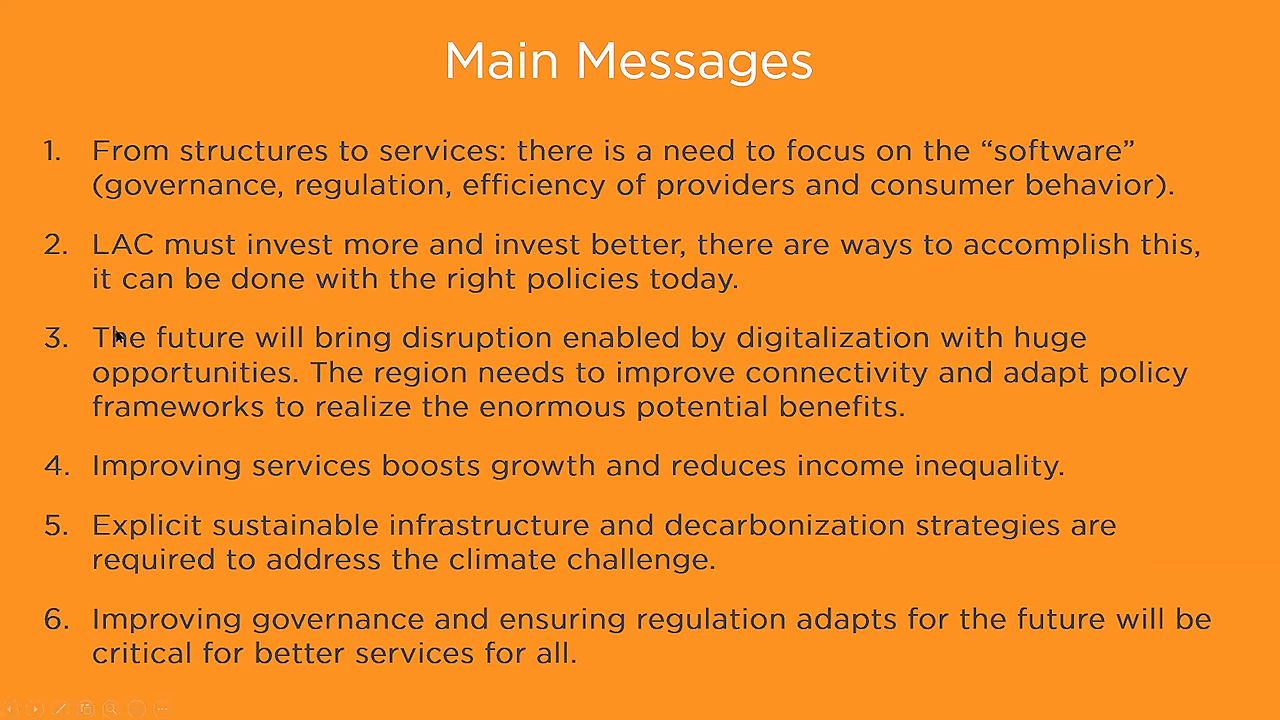 Main Messages
1. From structures to services: there is a need to focus on the “software”
(governance, regulation, efficiency of providers and consumer behavior).
2. LAC must invest more and invest better, there are ways to accomplish this,
it can be done with the right policies today.
3. The future will bring disruption enabled by digitalization with huge
opportunities. The region needs to improve connectivity and adapt policy
frameworks to realize the enormous potential benefits.
4. Improving services boosts growth and reduces income inequality.
5. Explicit sustainable infrastructure and decarbonization strategies are
required to address the climate challenge.
6. Improving governance and ensuring regulation adapts for the future will be
critical for better services for all.